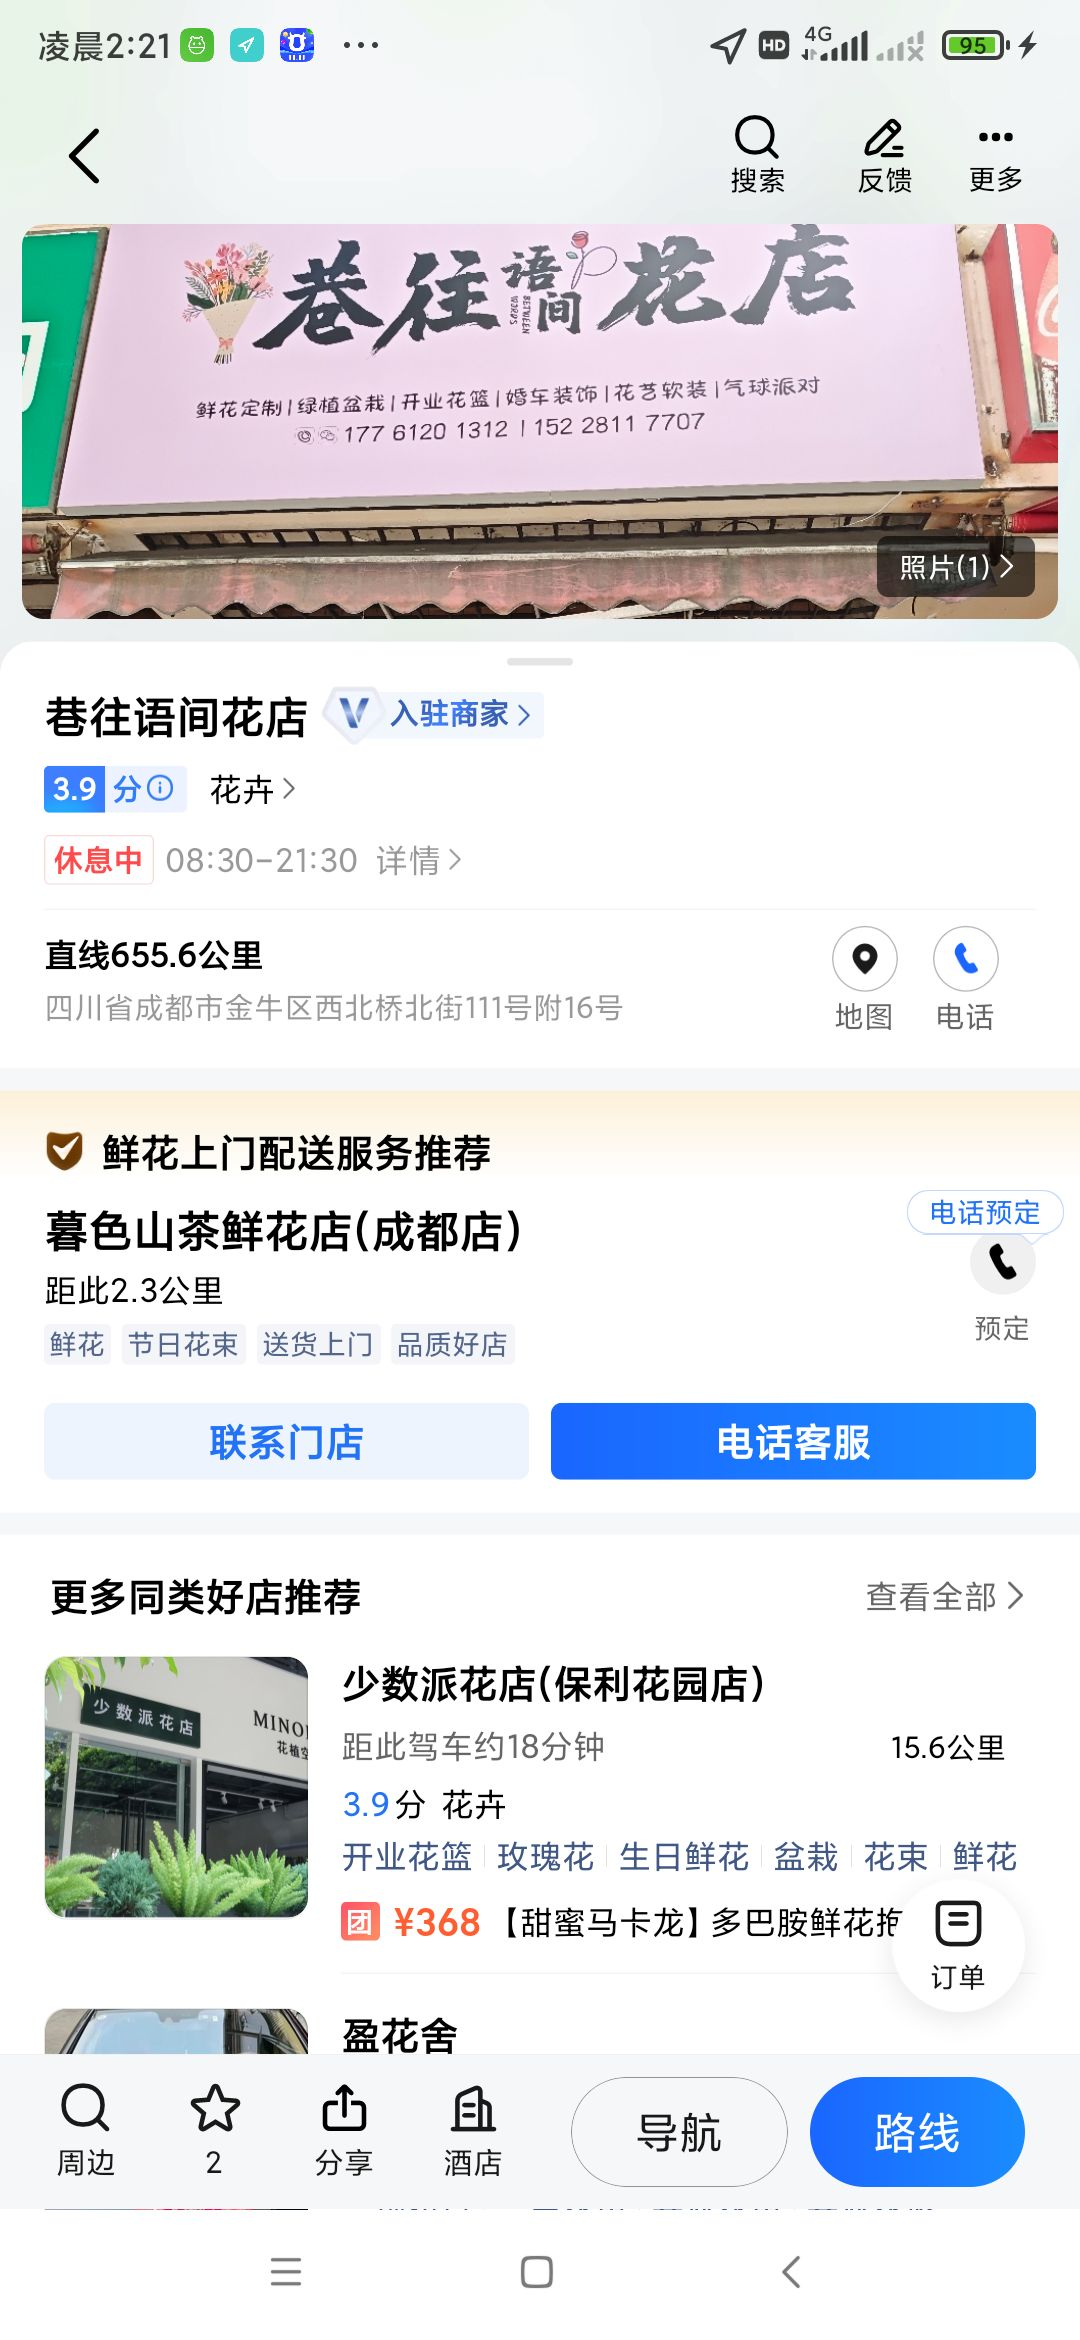 凌晨2:21
11.11
HD 4G 95
搜索 反馈 更多
巷往语间花店
BETWEEN WORDS
鲜花定制|绿植盆栽|开业花篮|婚车装饰|花艺软装|气球派对
177 6120 1312 | 152 2811 7707
照片(1)
巷往语间花店 V 入驻商家
3.9分 花卉
休息中 08:30-21:30 详情
直线655.6公里
四川省成都市金牛区西北桥北街111号附16号
地图 电话
鲜花上门配送服务推荐
暮色山茶鲜花店(成都店)
电话预定
距此2.3公里
预定
鲜花 节日花束 送货上门 品质好店
联系门店 电话客服
更多同类好店推荐 查看全部
少数派花店
MINO
花植空
少数派花店(保利花园店)
距此驾车约18分钟 15.6公里
3.9分 花卉
开业花篮 玫瑰花 生日鲜花 盆栽 花束 鲜花
团 ¥368 【甜蜜马卡龙】多巴胺鲜花抱
订单
盈花舍
周边 2 分享 酒店 导航 路线